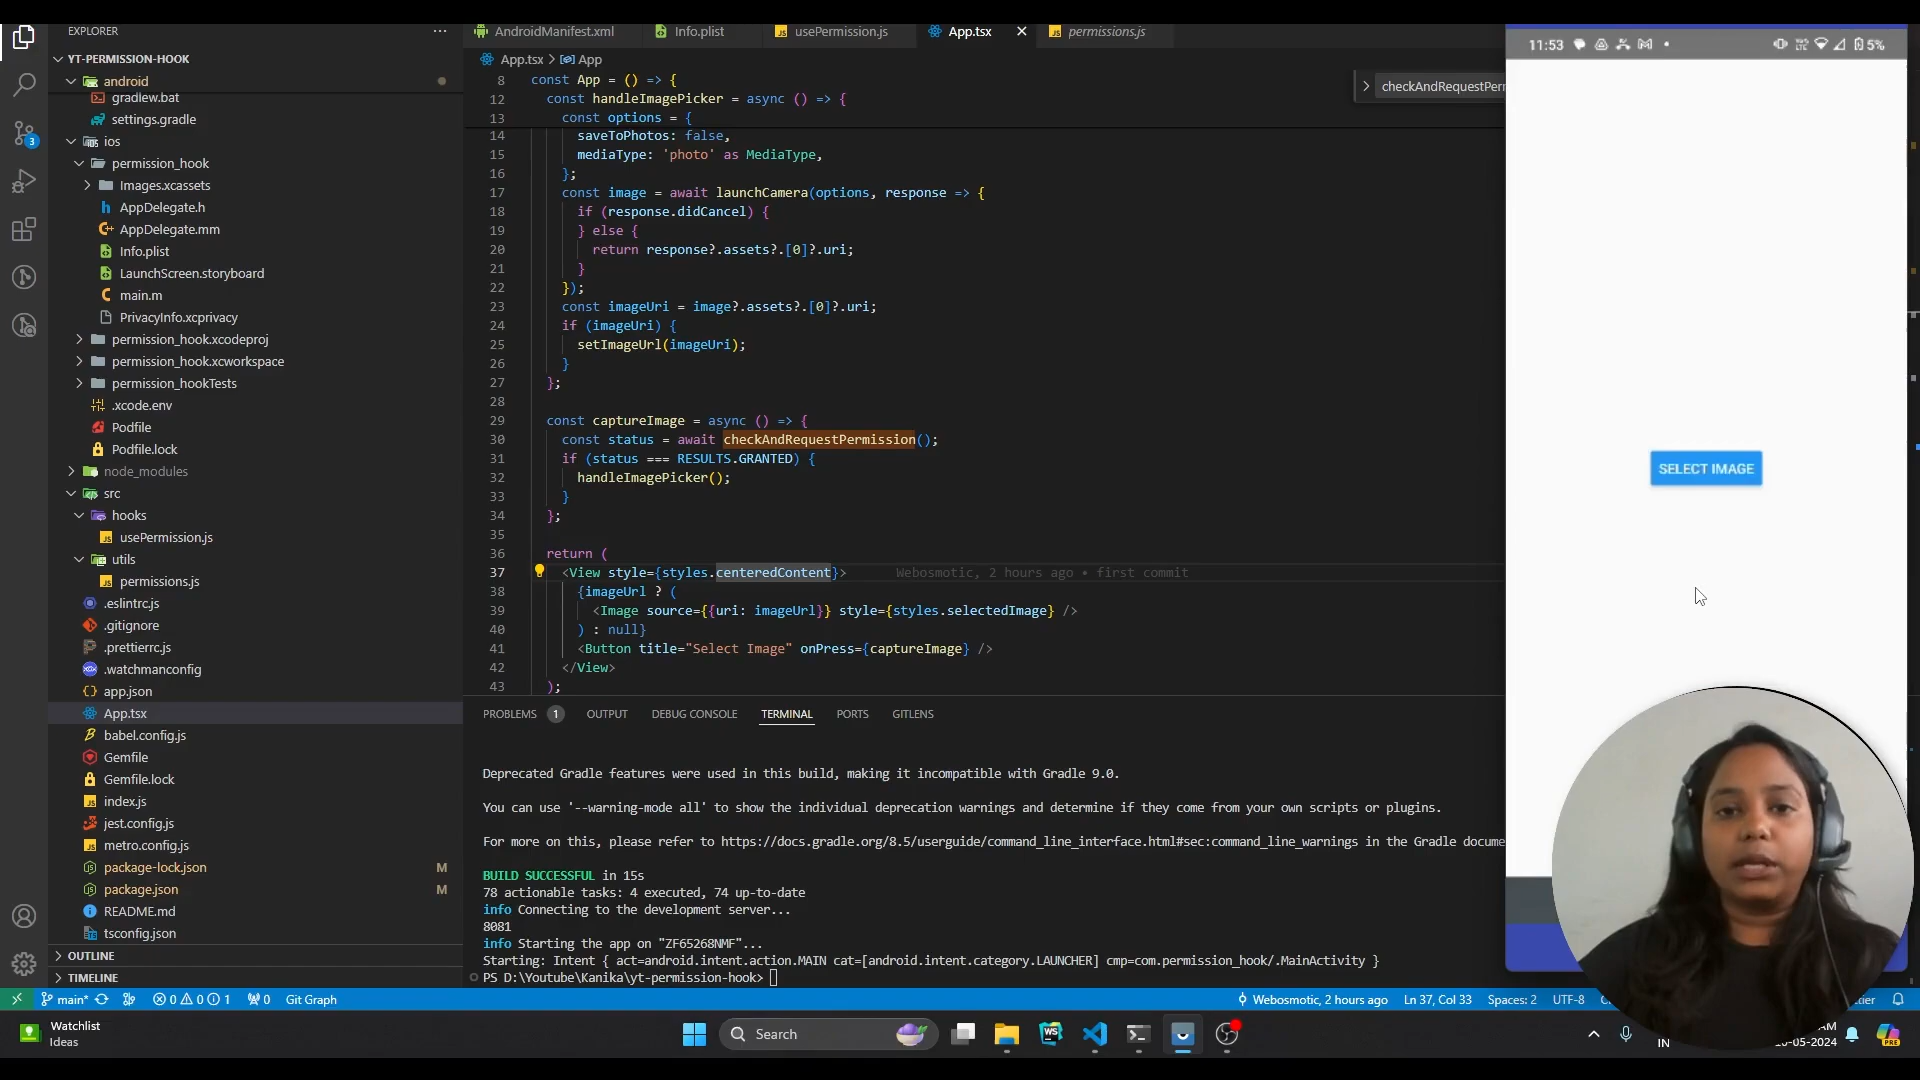 EXPLORER
YT-PERMISSION-HOOK
android
gradlew.bat
settings.gradle
ios
permission_hook
Images.xcassets
AppDelegate.h
AppDelegate.mm
Info.plist
LaunchScreen.storyboard
main.m
PrivacyInfo.xcprivacy
permission_hook.xcodeproj
permission_hook.xcworkspace
permission_hookTests
.xcode.env
Podfile
Podfile.lock
node_modules
src
hooks
usePermission.js
utils
permissions.js
.eslintrc.js
.gitignore
.prettierrc.js
.watchmanconfig
app.json
App.tsx
babel.config.js
Gemfile
Gemfile.lock
index.js
jest.config.js
metro.config.js
package-lock.json M
package.json M
README.md
tsconfig.json
OUTLINE
TIMELINE
AndroidManifest.xml Info.plist usePermission.js App.tsx permissions.js
App.tsx > App
checkAndRequestPer
8 const App = () => {
12 const handleImagePicker = async () => {
13 const options = {
14 saveToPhotos: false,
15 mediaType: 'photo' as MediaType,
16 };
17 const image = await launchCamera(options, response => {
18 if (response.didCancel) {
19 } else {
20 return response?.assets?.[0]?.uri;
21 }
22 });
23 const imageUri = image?.assets?.[0]?.uri;
24 if (imageUri) {
25 setImageUrl(imageUri);
26 }
27 };
28
29 const captureImage = async () => {
30 const status = await checkAndRequestPermission();
31 if (status === RESULTS.GRANTED) {
32 handleImagePicker();
33 }
34 };
35
36 return (
37 <View style={styles.centeredContent}> Webosmotic, 2 hours ago • first commit
38 {imageUrl ? (
39 <Image source={{uri: imageUrl}} style={styles.selectedImage} />
40 ) : null}
41 <Button title="Select Image" onPress={captureImage} />
42 </View>
43 );
PROBLEMS 1 OUTPUT DEBUG CONSOLE TERMINAL PORTS GITLENS
Deprecated Gradle features were used in this build, making it incompatible with Gradle 9.0.
You can use '--warning-mode all' to show the individual deprecation warnings and determine if they come from your own scripts or plugins.
For more on this, please refer to https://docs.gradle.org/8.5/userguide/command_line_interface.html#sec:command_line_warnings in the Gradle docume
BUILD SUCCESSFUL in 15s
78 actionable tasks: 4 executed, 74 up-to-date
info Connecting to the development server...
8081
info Starting the app on "ZF65268NMF"...
Starting: Intent { act=android.intent.action.MAIN cat=[android.intent.category.LAUNCHER] cmp=com.permission_hook/.MainActivity }
PS D:\Youtube\Kanika\yt-permission-hook>
11:53 5%
SELECT IMAGE
3
main* 0 0 1 0 Git Graph
Webosmotic, 2 hours ago Ln 37, Col 33 Spaces: 2 UTF-8
Watchlist
Ideas
Search
IN
AM
-05-2024
PRE